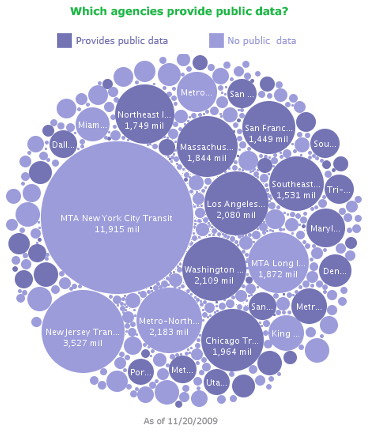 Which agencies provide public data?
Provides public data
No public data
Metro...
San ...
Northeast I...
1,749 mil
Miam...
San Franc...
1,449 mil
Dall...
Massachus...
1,844 mil
Sou...
Southeast...
1,531 mil
Tri-...
MTA New York City Transit
11,915 mil
Los Angeles...
2,080 mil
Maryl...
Washington ...
2,109 mil
MTA Long I...
1,872 mil
Den...
San...
Metr...
NewJersey Tran...
3,527 mil
Metro-North...
2,183 mil
Chicago Tr...
1,964 mil
King ...
Por...
Met...
Uta...
As of 11/20/2009